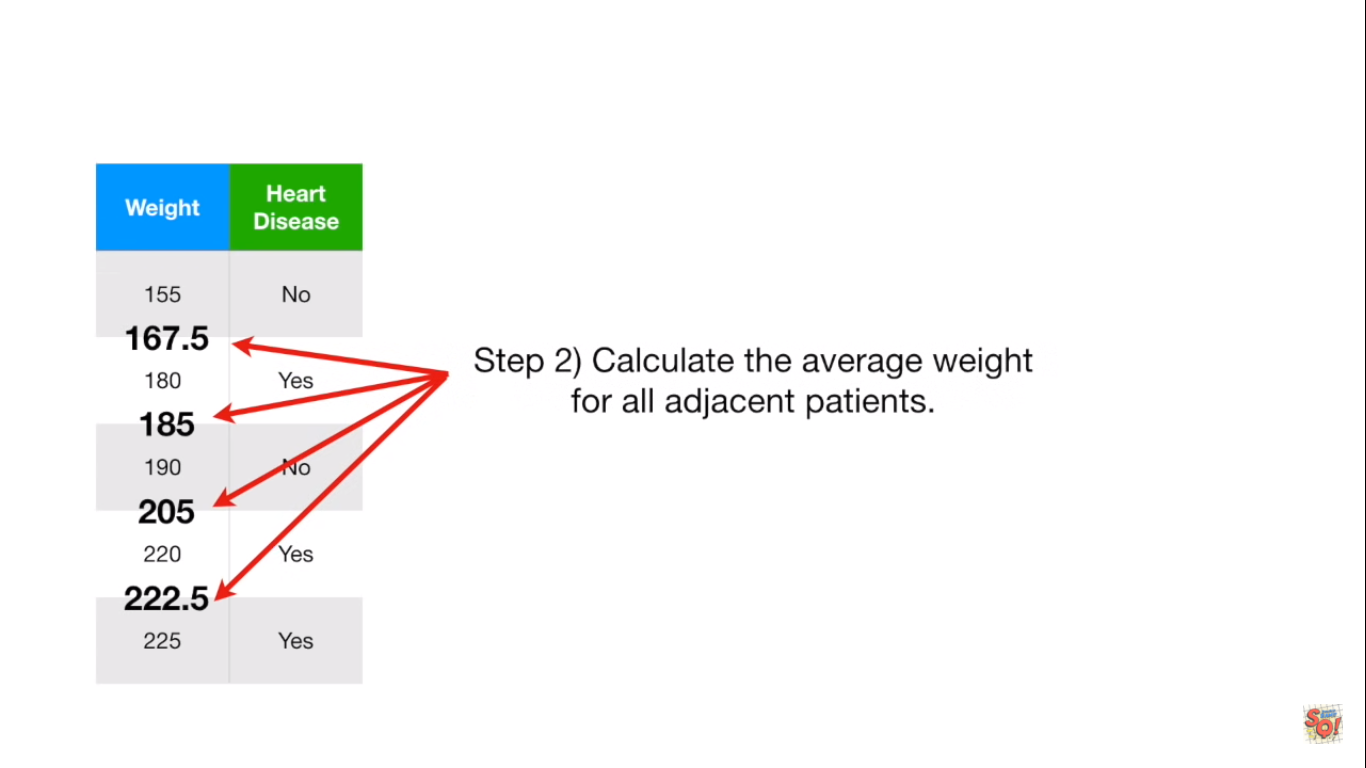 Weight Heart
Disease
155 No
167.5
180 Yes
185
190 No
205
220 Yes
222.5
225 Yes
Step 2) Calculate the average weight
for all adjacent patients.
SQ!